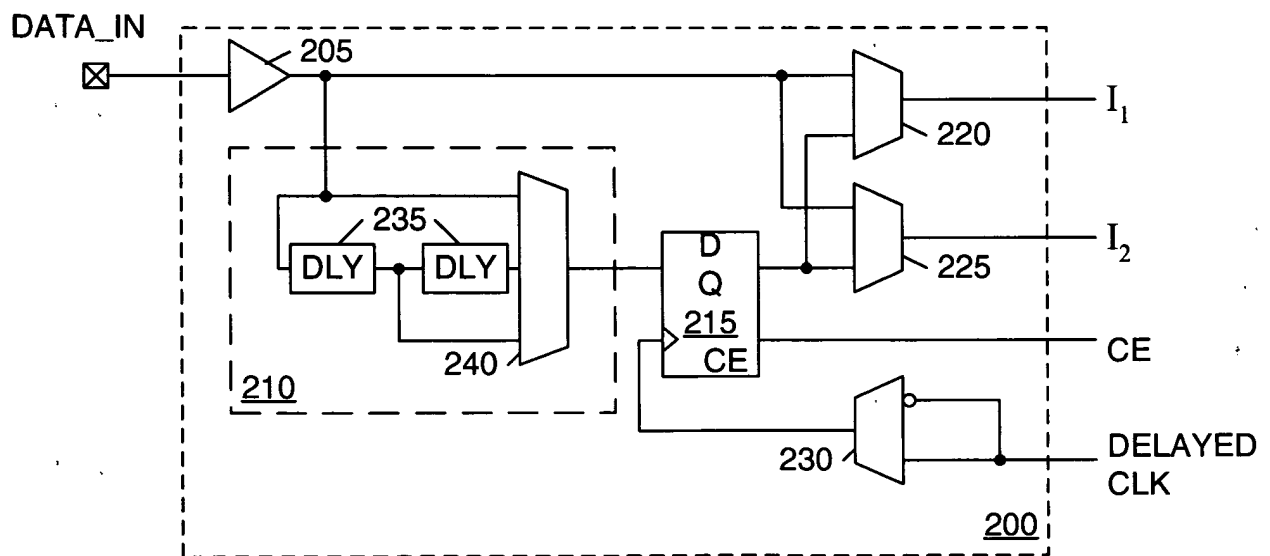 DATA_IN
205
I1
220
235
DLY
DLY
D
Q
215
CE
I2
225
240
210
CE
230
DELAYED
CLK
200